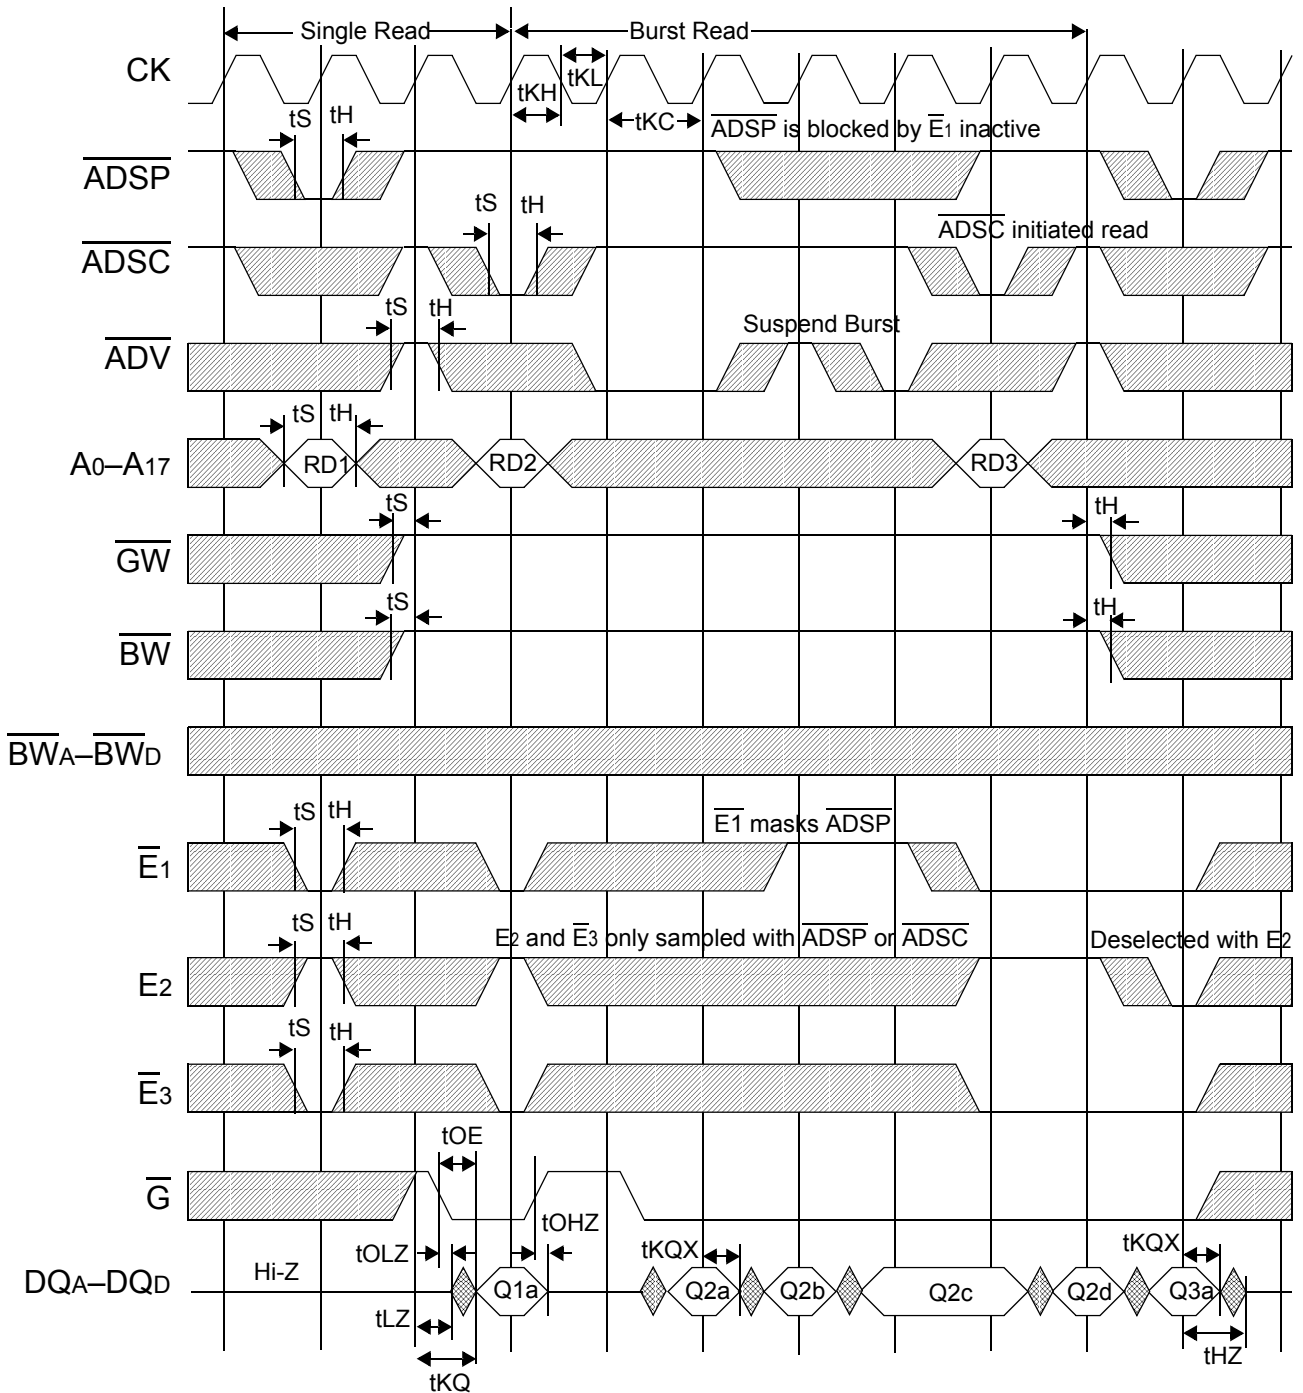 Single Read
Burst Read
CK
tKH
tKL
tS
tH
tKC
ADSP is blocked by E1 inactive
ADSP
tS
tH
ADSC initiated read
ADSC
tS
tH
Suspend Burst
ADV
tS
tH
A0–A17
RD1
RD2
RD3
tS
tH
GW
tS
tH
BW
BWA–BWD
tS
tH
E1 masks ADSP
E1
tS
tH
E2 and E3 only sampled with ADSP or ADSC
Deselected with E2
E2
tS
tH
E3
tOE
G
tOHZ
tOLZ
tKQX
tKQX
DQA–DQD
Hi-Z
Q1a
Q2a
Q2b
Q2c
Q2d
Q3a
tLZ
tHZ
tKQ